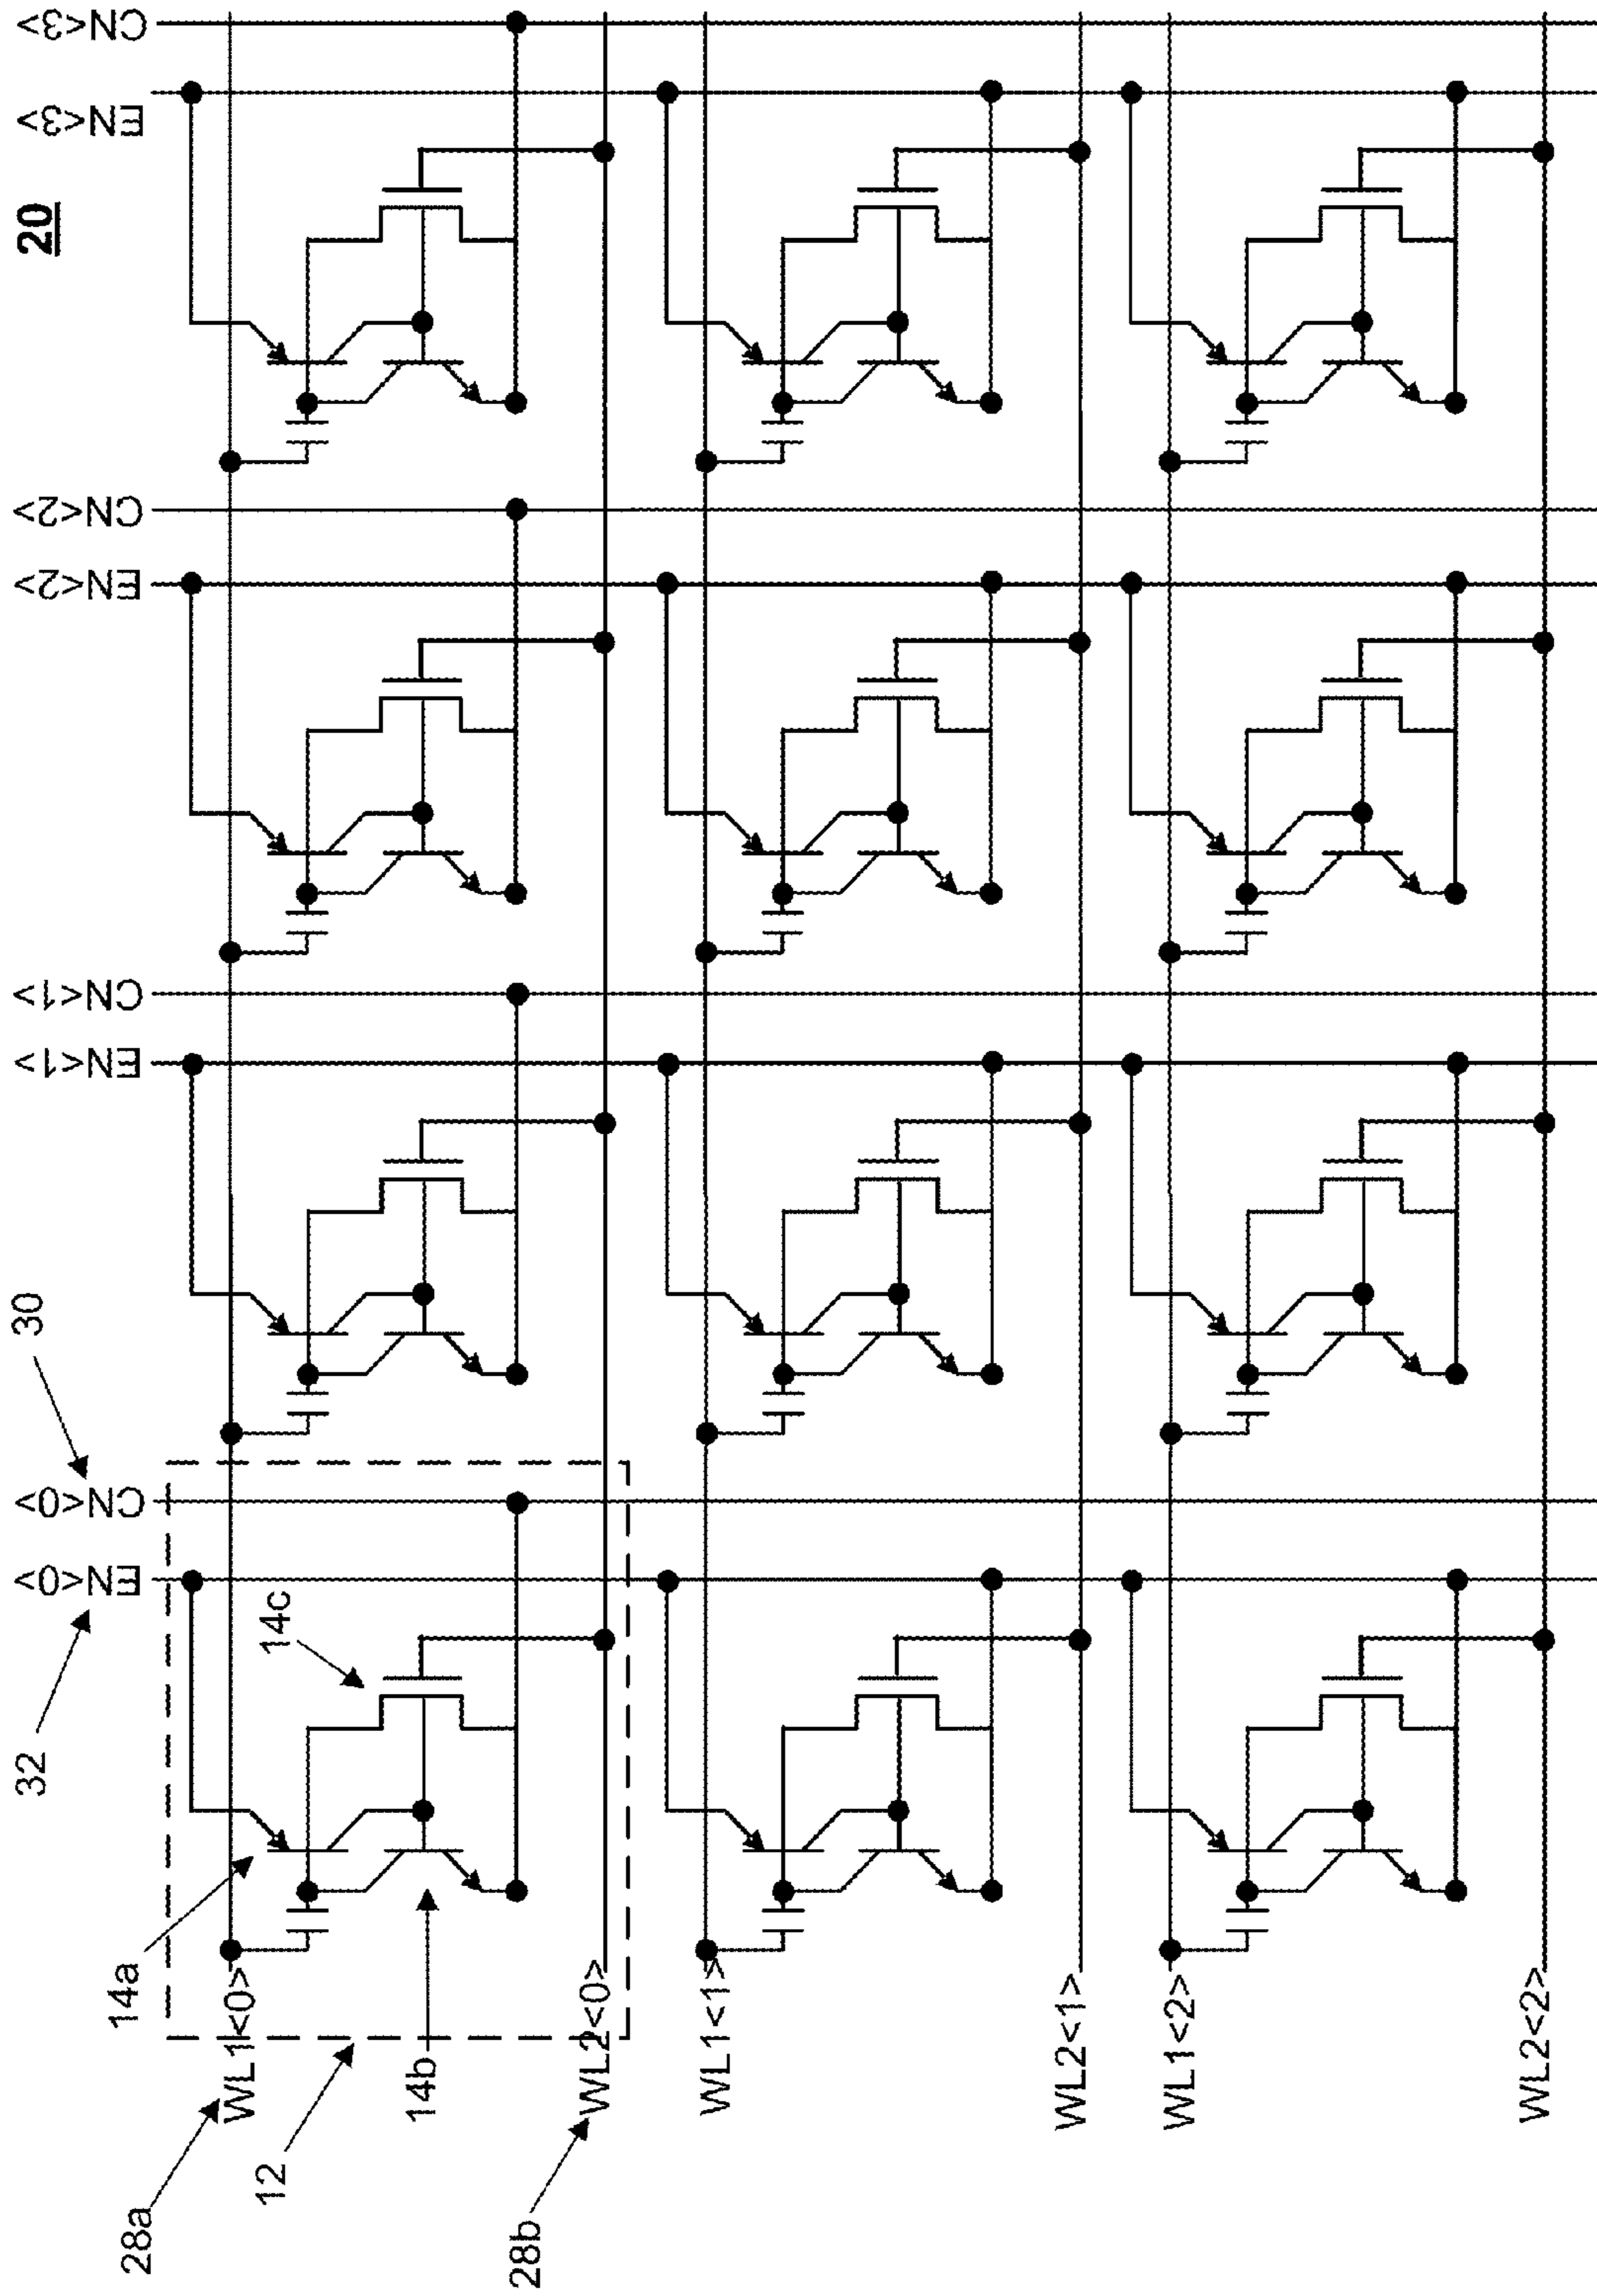 20
28a
WL1<0>
12
28b
WL2<0>
WL1<1>
WL2<1>
WL1<2>
WL2<2>
14a
14b
14c
32
EN<0>
30
CN<0>
EN<1>
CN<1>
EN<2>
CN<2>
EN<3>
CN<3>